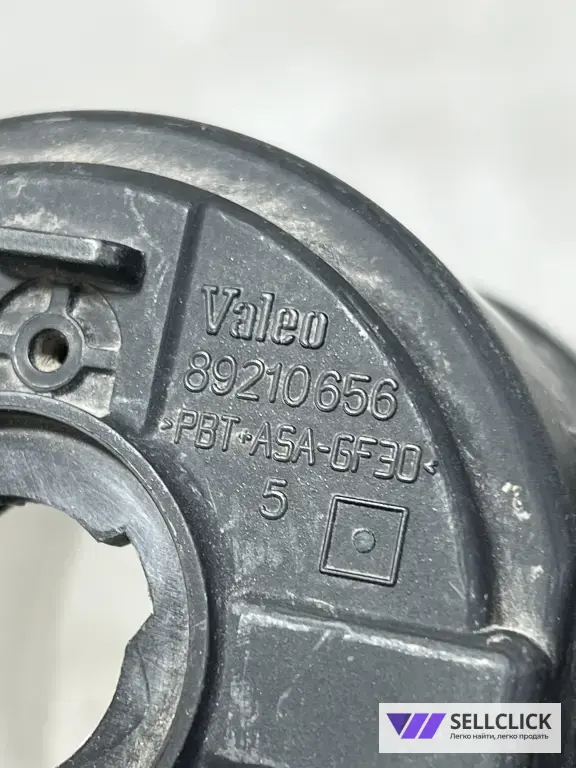 Valeo
89210656
>PBT+ASA-GF30<
5
SELLCLICK
Легко найти, легко продать